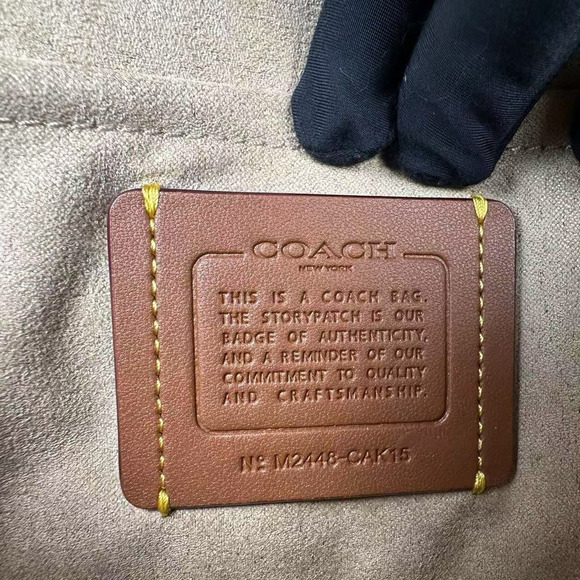 COACH
NEW YORK
THIS IS A COACH BAG.
THE STORYPATCH IS OUR
BADGE OF AUTHENTICITY,
AND A REMINDER OF OUR
COMMITMENT TO QUALITY
AND CRAFTSMANSHIP.
Nº M2448-CAK15